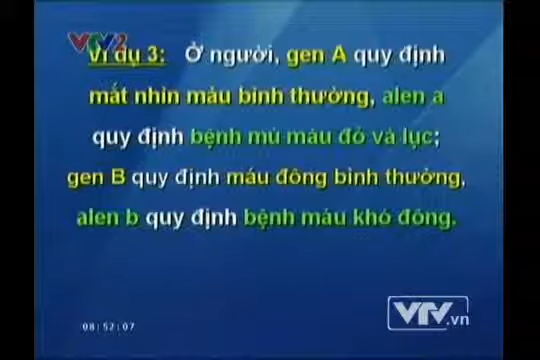 VTV2
Ví dụ 3: Ở người, gen A quy định
mắt nhìn màu bình thường, alen a
quy định bệnh mù màu đỏ và lục;
gen B quy định máu đông bình thường,
alen b quy định bệnh máu khó đông.
08:52:07
VTV.vn